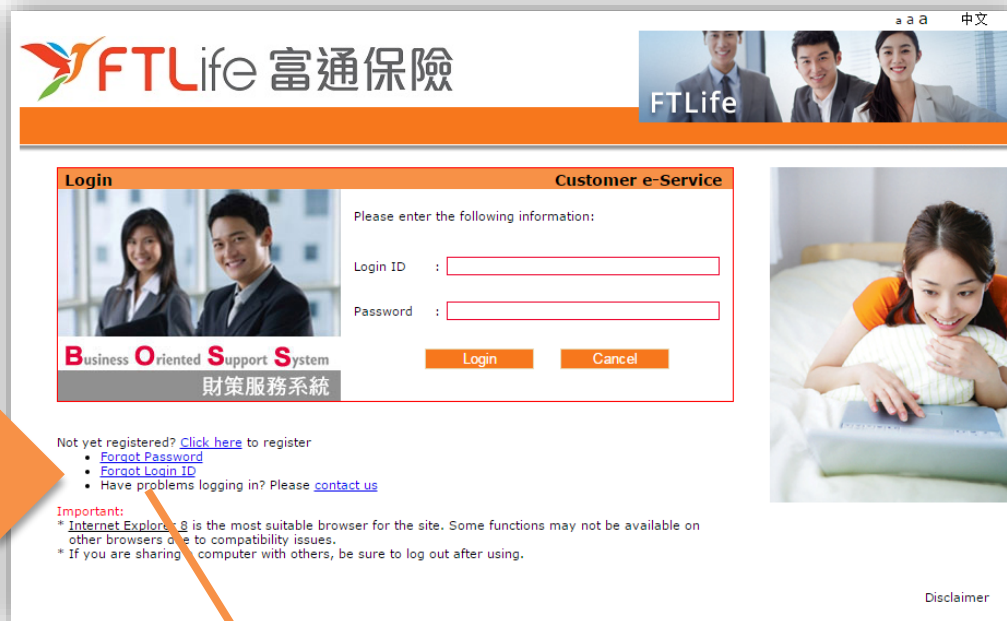 a a a 中文
FTLife 富通保險
FTLife
Login Customer e-Service
Please enter the following information:
Login ID :
Password :
Business Oriented Support System
財策服務系統
Login Cancel
Not yet registered? Click here to register
• Forgot Password
• Forgot Login ID
• Have problems logging in? Please contact us
Important:
* Internet Explorer 8 is the most suitable browser for the site. Some functions may not be available on
other browsers due to compatibility issues.
* If you are sharing a computer with others, be sure to log out after using.
Disclaimer